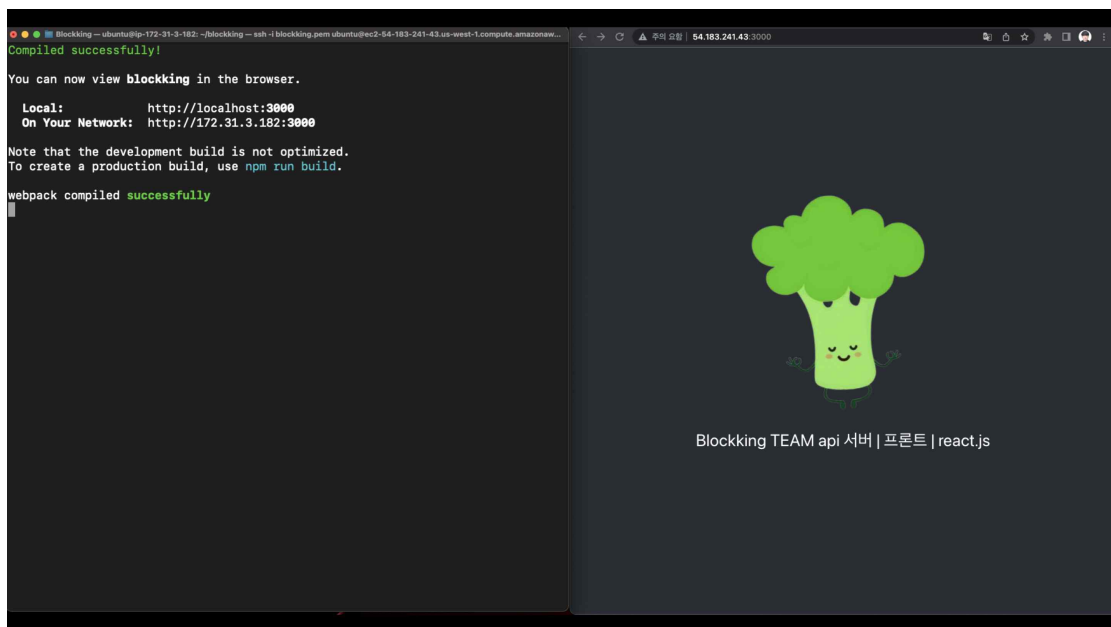 Blockking — ubuntu@ip-172-31-3-182: ~/blockking — ssh -i blockking.pem ubuntu@ec2-54-183-241-43.us-west-1.compute.amazonaw...
Compiled successfully!
You can now view blockking in the browser.
Local: http://localhost:3000
On Your Network: http://172.31.3.182:3000
Note that the development build is not optimized.
To create a production build, use npm run build.
webpack compiled successfully
주의 요함 | 54.183.241.43:3000
Blockking TEAM api 서버 | 프론트 | react.js